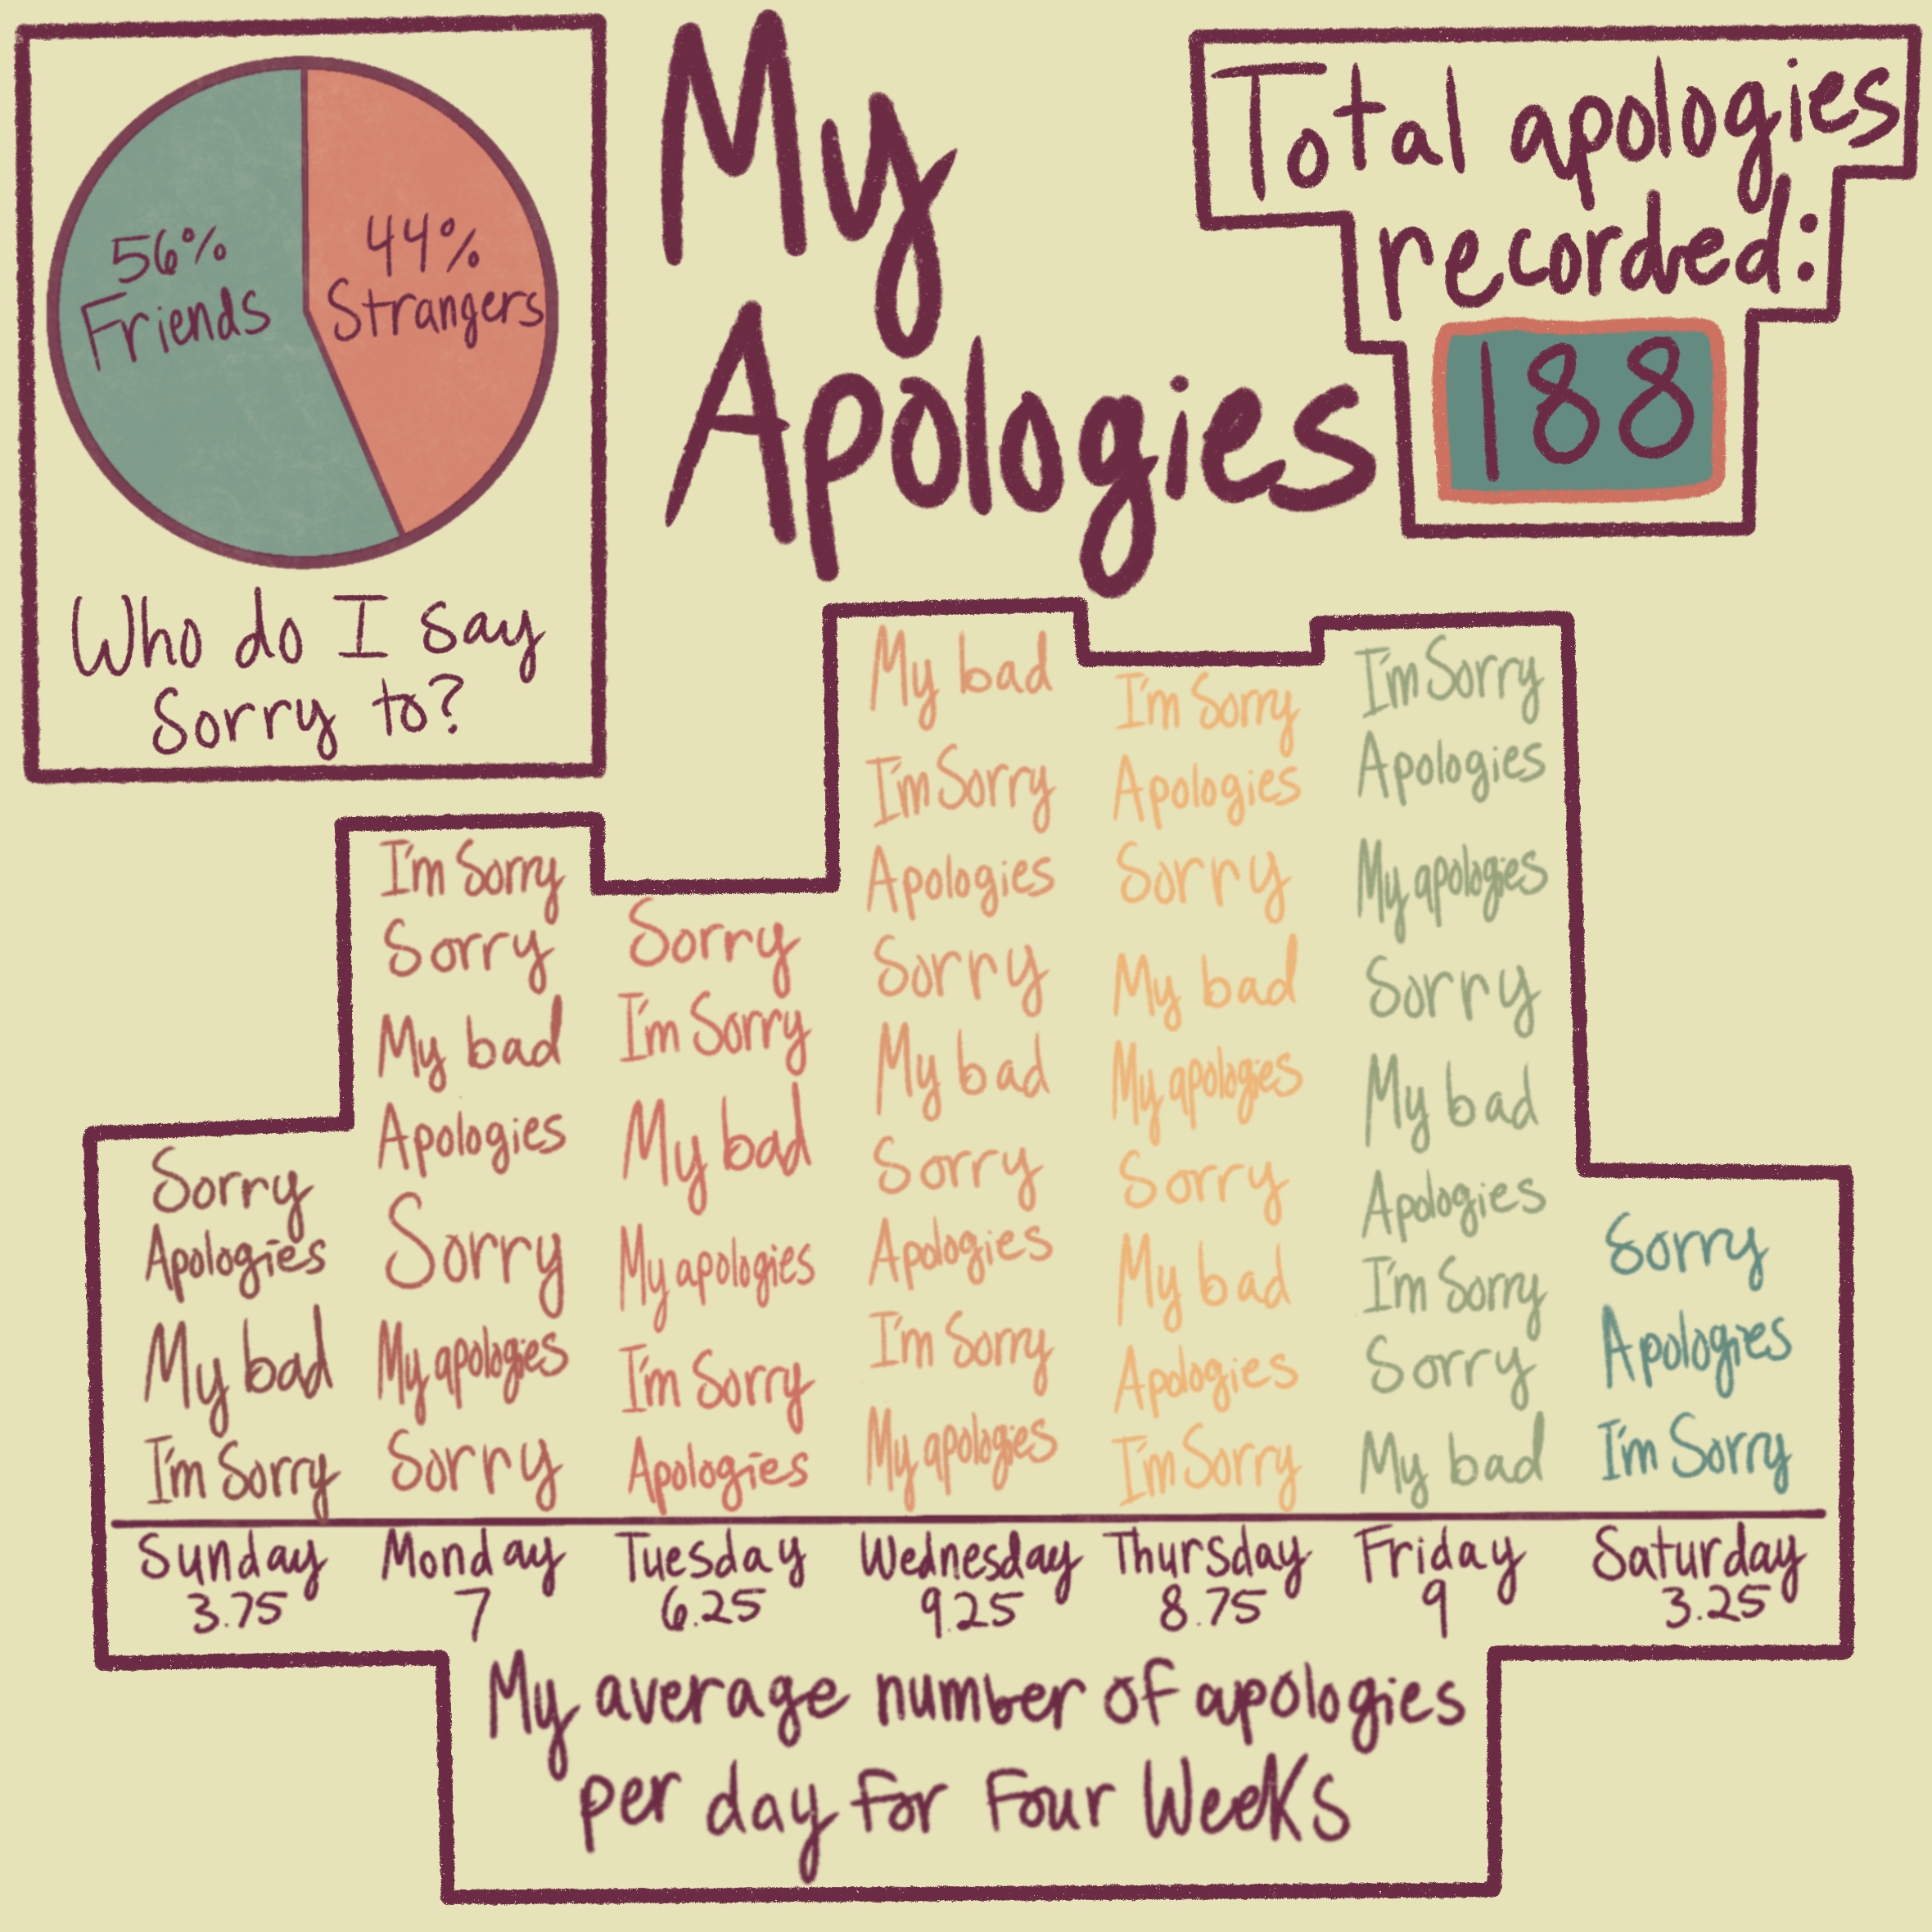 My
Apologies
56%
Friends
44%
Strangers
Who do I say
Sorry to?
Total apologies
recorded:
188
Sorry
Apologies
My bad
I'm Sorry
Sunday
3.75
I'm Sorry
Sorry
My bad
Apologies
Sorry
My apologies
Sorry
Monday
7
Sorry
I'm Sorry
My bad
My apologies
I'm Sorry
Apologies
Tuesday
6.25
My bad
I'm Sorry
Apologies
Sorry
My bad
Sorry
Apologies
I'm Sorry
My apologies
Wednesday
9.25
I'm Sorry
Apologies
Sorry
My bad
My apologies
Sorry
My bad
Apologies
I'm Sorry
Thursday
8.75
I'm Sorry
Apologies
My apologies
Sorry
My bad
Apologies
I'm Sorry
Sorry
My bad
Friday
9
Sorry
Apologies
I'm Sorry
Saturday
3.25
My average number of apologies
per day for Four Weeks